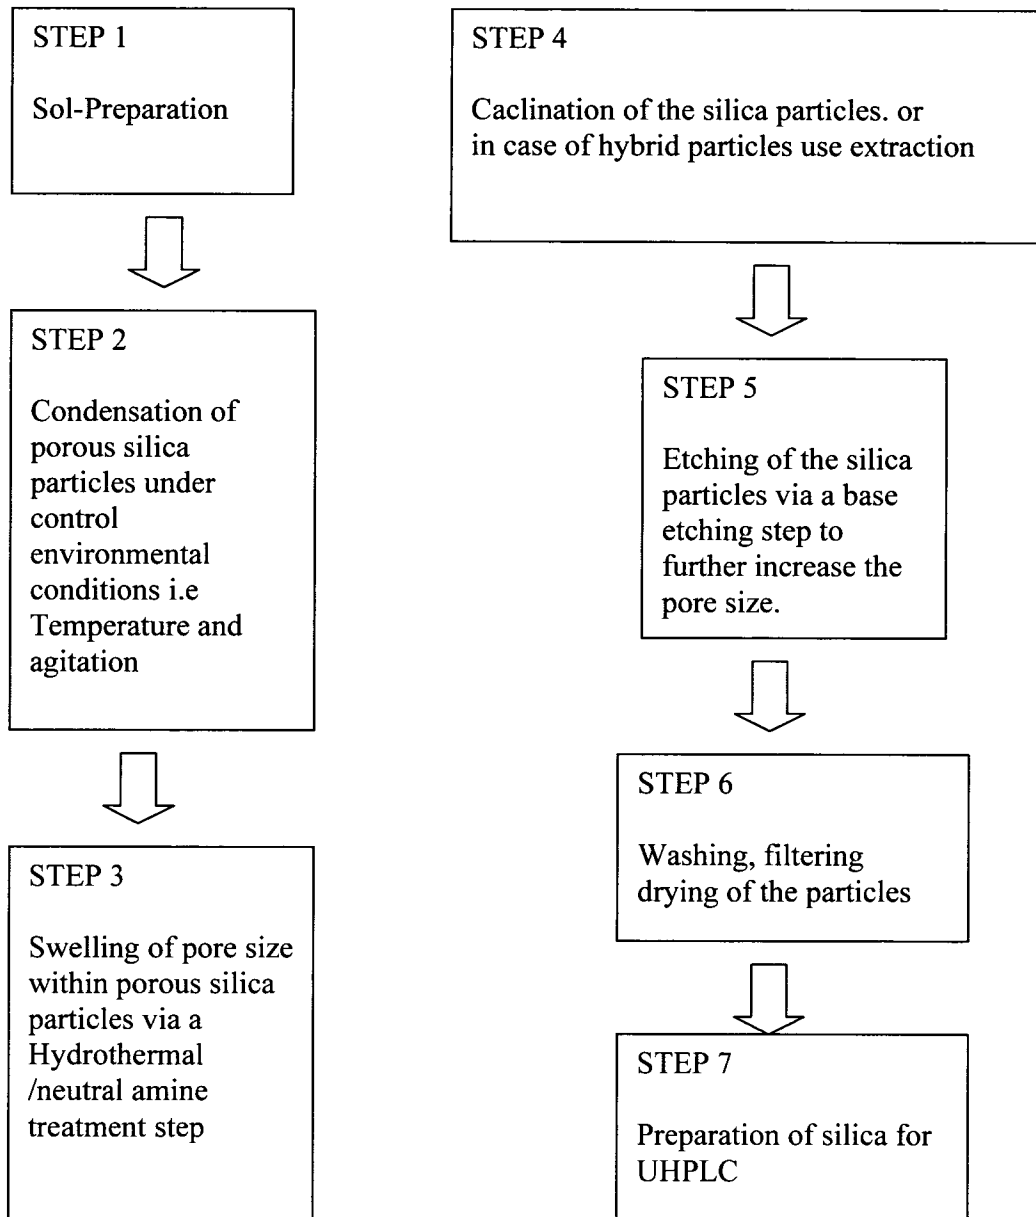 STEP 1
Sol-Preparation
STEP 2
Condensation of
porous silica
particles under
control
environmental
conditions i.e
Temperature and
agitation
STEP 3
Swelling of pore size
within porous silica
particles via a
Hydrothermal
/neutral amine
treatment step
STEP 4
Caclination of the silica particles. or
in case of hybrid particles use extraction
STEP 5
Etching of the silica
particles via a base
etching step to
further increase the
pore size.
STEP 6
Washing, filtering
drying of the particles
STEP 7
Preparation of silica for
UHPLC